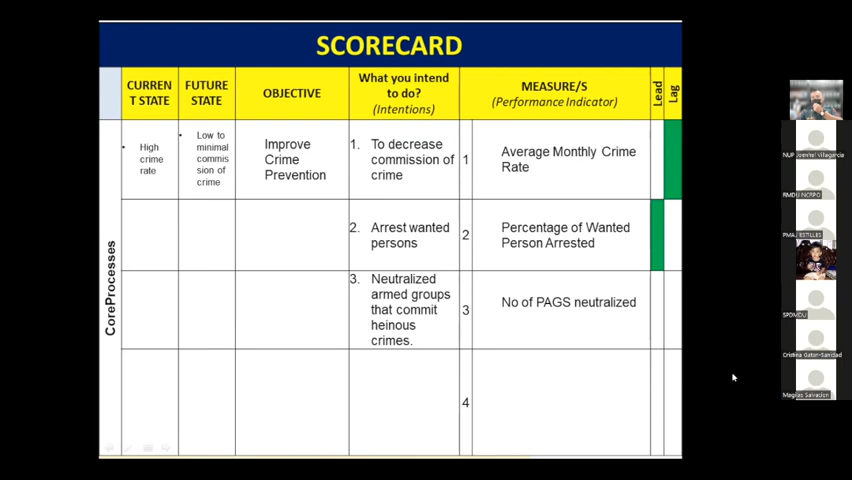 SCORECARD
CURREN
T STATE
FUTURE
STATE
OBJECTIVE
What you intend
to do?
(Intentions)
MEASURE/S
(Performance Indicator)
Lead
Lag
CoreProcesses
• High
crime
rate
• Low to
minimal
commis
sion of
crime
Improve
Crime
Prevention
1. To decrease
commission of
crime
1
Average Monthly Crime
Rate
2. Arrest wanted
persons
2
Percentage of Wanted
Person Arrested
3. Neutralized
armed groups
that commit
heinous
crimes.
3
No of PAGS neutralized
4
NUP Joenhel Villagarcia
RMDU NCRPO
PMAJ ESTILLES
SPDMDU
Cristina Gatan-Sanidad
Magilas Salvacion